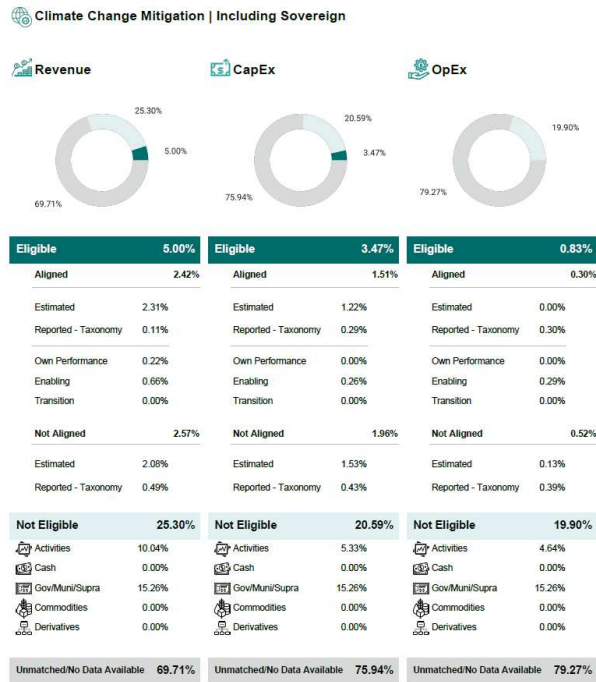 Climate Change Mitigation | Including Sovereign
Revenue
CapEx
OpEx
25.30%
5.00%
69.71%
20.59%
3.47%
75.94%
19.90%
79.27%
Eligible 5.00%
Aligned 2.42%
Estimated 2.31%
Reported - Taxonomy 0.11%
Own Performance 0.22%
Enabling 0.66%
Transition 0.00%
Not Aligned 2.57%
Estimated 2.08%
Reported - Taxonomy 0.49%
Not Eligible 25.30%
Activities 10.04%
Cash 0.00%
Gov/Muni/Supra 15.26%
Commodities 0.00%
Derivatives 0.00%
Unmatched/No Data Available 69.71%
Eligible 3.47%
Aligned 1.51%
Estimated 1.22%
Reported - Taxonomy 0.29%
Own Performance 0.00%
Enabling 0.26%
Transition 0.00%
Not Aligned 1.96%
Estimated 1.53%
Reported - Taxonomy 0.43%
Not Eligible 20.59%
Activities 5.33%
Cash 0.00%
Gov/Muni/Supra 15.26%
Commodities 0.00%
Derivatives 0.00%
Unmatched/No Data Available 75.94%
Eligible 0.83%
Aligned 0.30%
Estimated 0.00%
Reported - Taxonomy 0.30%
Own Performance 0.00%
Enabling 0.29%
Transition 0.00%
Not Aligned 0.52%
Estimated 0.13%
Reported - Taxonomy 0.39%
Not Eligible 19.90%
Activities 4.64%
Cash 0.00%
Gov/Muni/Supra 15.26%
Commodities 0.00%
Derivatives 0.00%
Unmatched/No Data Available 79.27%